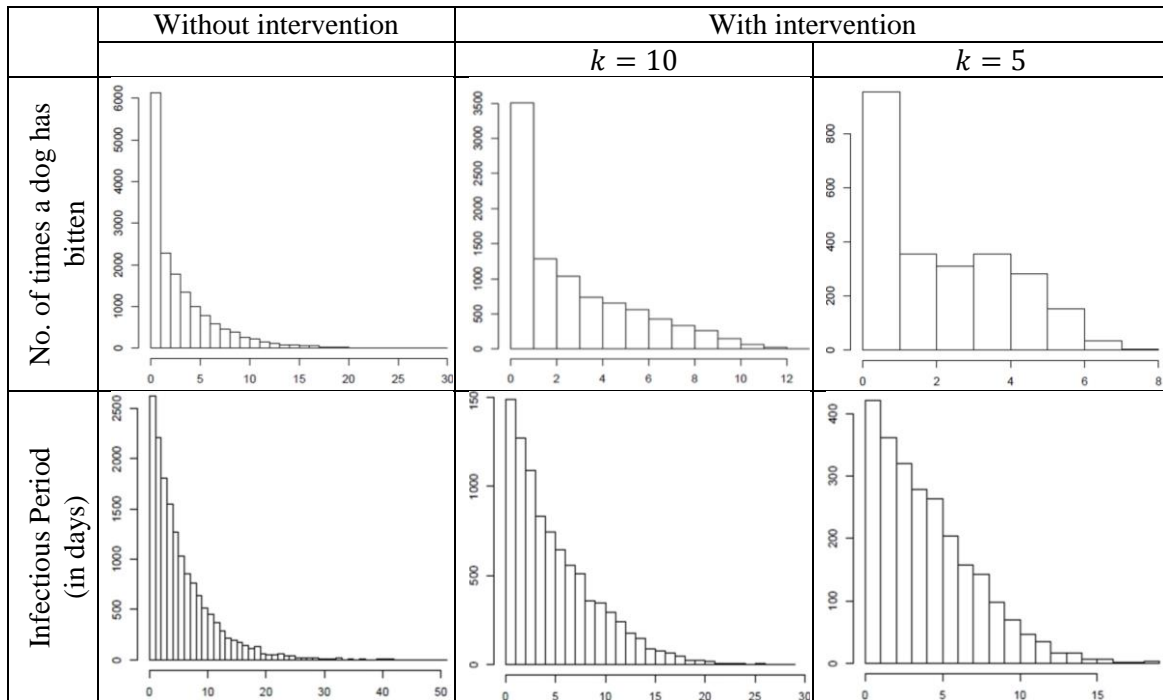 Without intervention
With intervention
k = 10
k = 5
No. of times a dog has
bitten
6000
5000
4000
3000
2000
1000
0
0 5 10 15 20 25 30
3500
3000
2500
2000
1500
1000
500
0
0 2 4 6 8 10 12
800
600
400
200
0
0 2 4 6 8
Infectious Period
(in days)
2500
2000
1500
1000
500
0
0 10 20 30 40 50
150
1000
500
0
0 5 10 15 20 25 30
400
300
200
100
0
0 5 10 15